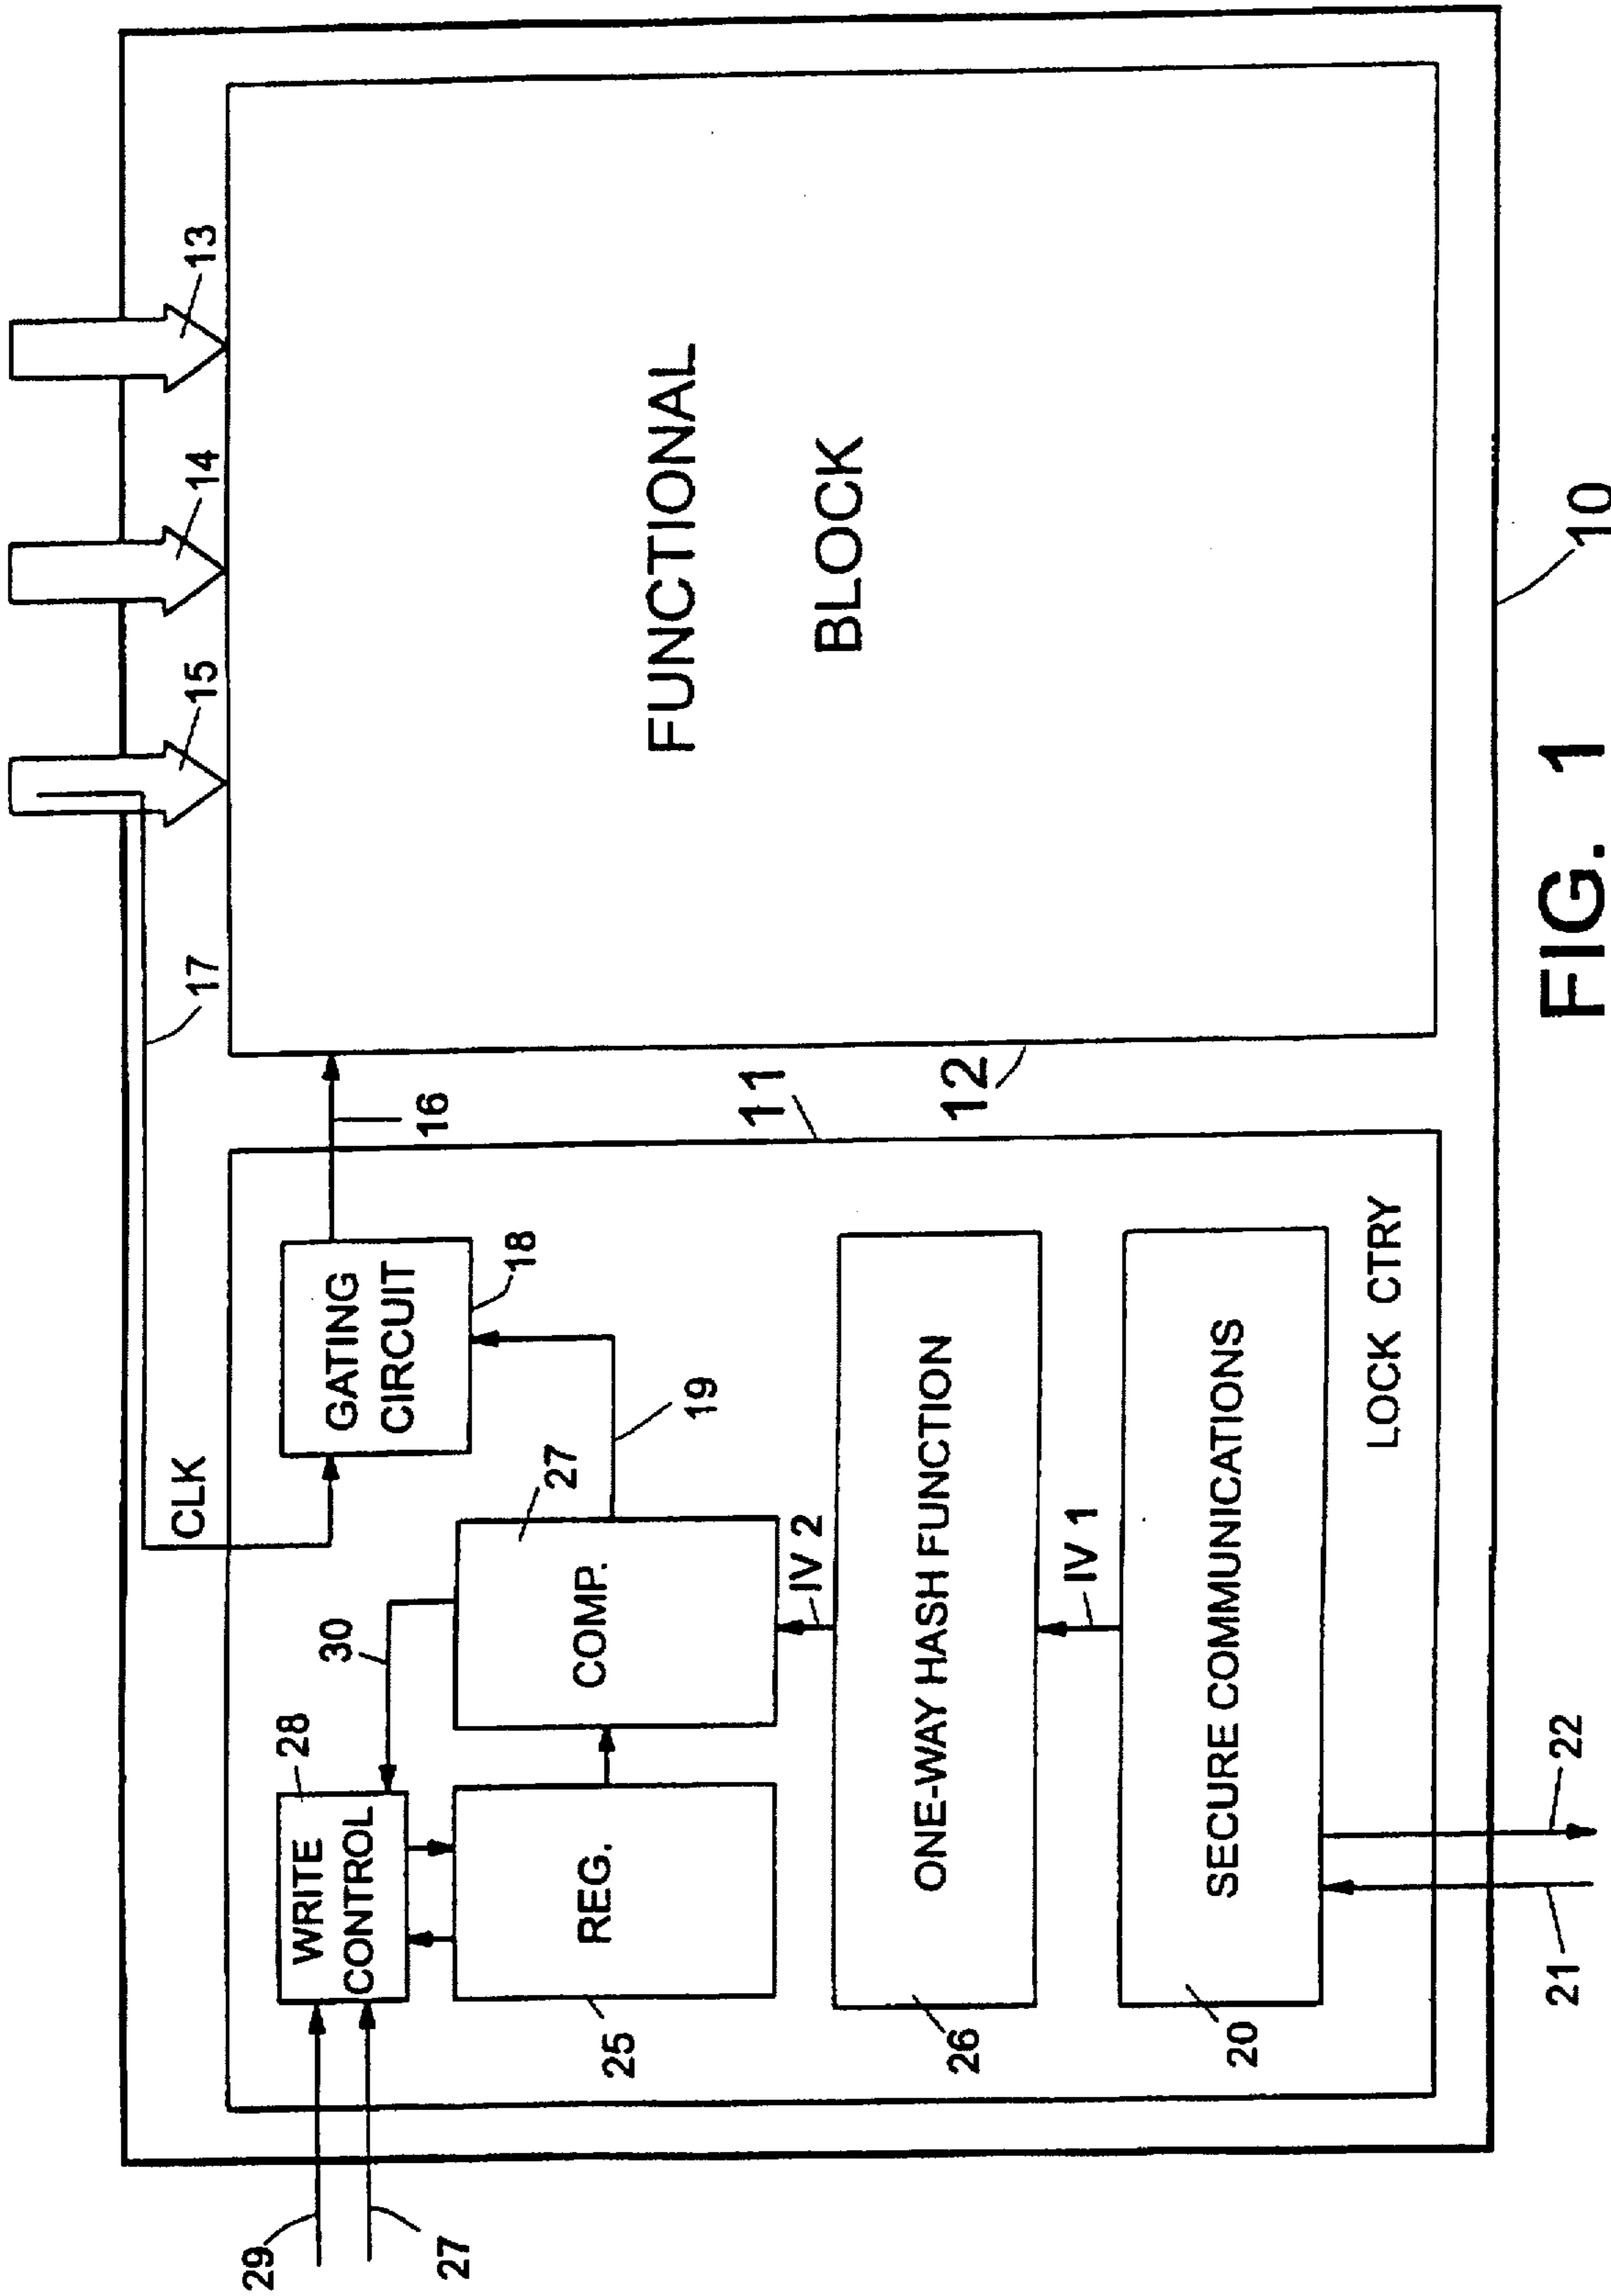 29
27
WRITE
CONTROL
28
30
CLK
17
15
14
13
GATING
CIRCUIT
18
16
REG.
25
COMP.
27
19
IV 2
ONE-WAY HASH FUNCTION
26
IV 1
SECURE COMMUNICATIONS
20
LOCK CTRY
11
12
FUNCTIONAL
BLOCK
21
22
10
FIG. 1